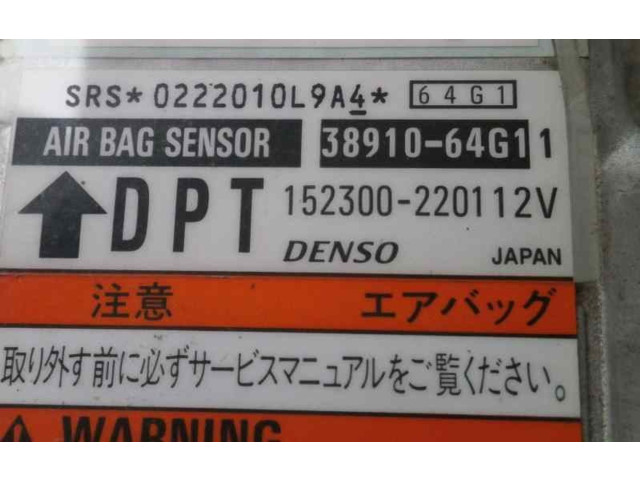 SRS*0222010L9A4* 64G1
AIR BAG SENSOR 38910-64G11
DPT 152300-2201 12V
DENSO JAPAN
注意 エアバッグ
取り外す前に必ずサービスマニュアルをご覧ください。
WARNING